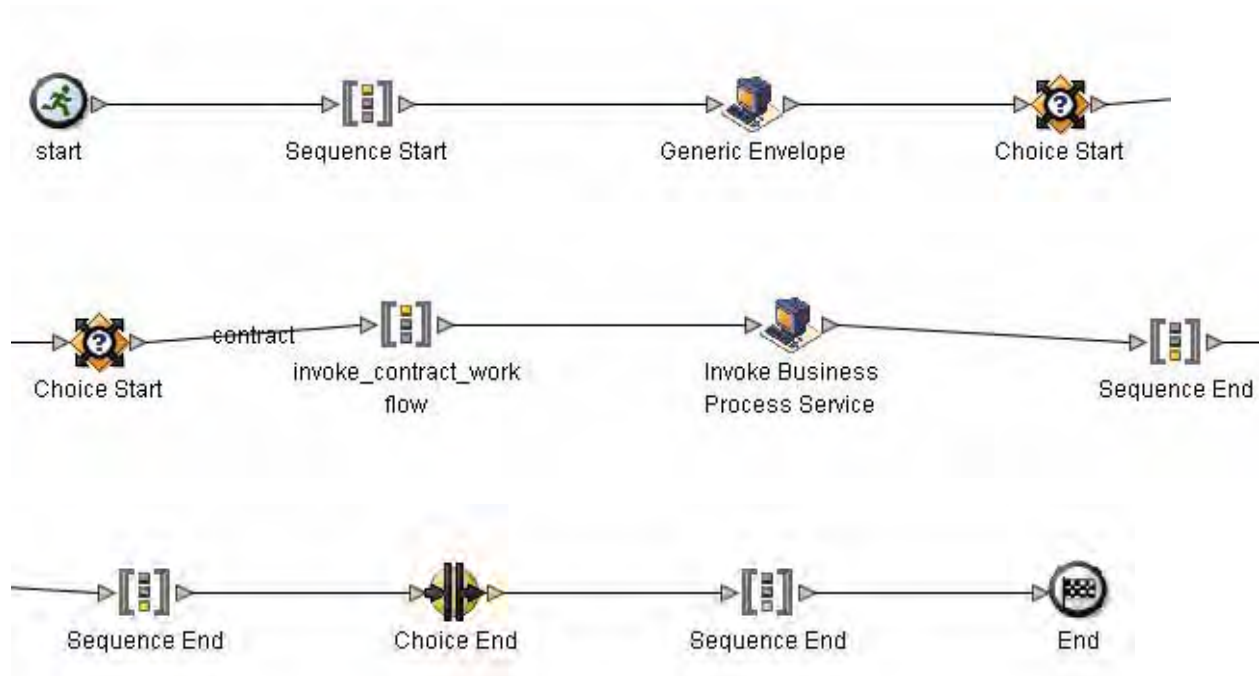 start
Sequence Start
Generic Envelope
Choice Start
contract
Choice Start
invoke_contract_work
flow
Invoke Business
Process Service
Sequence End
Sequence End
Choice End
Sequence End
End